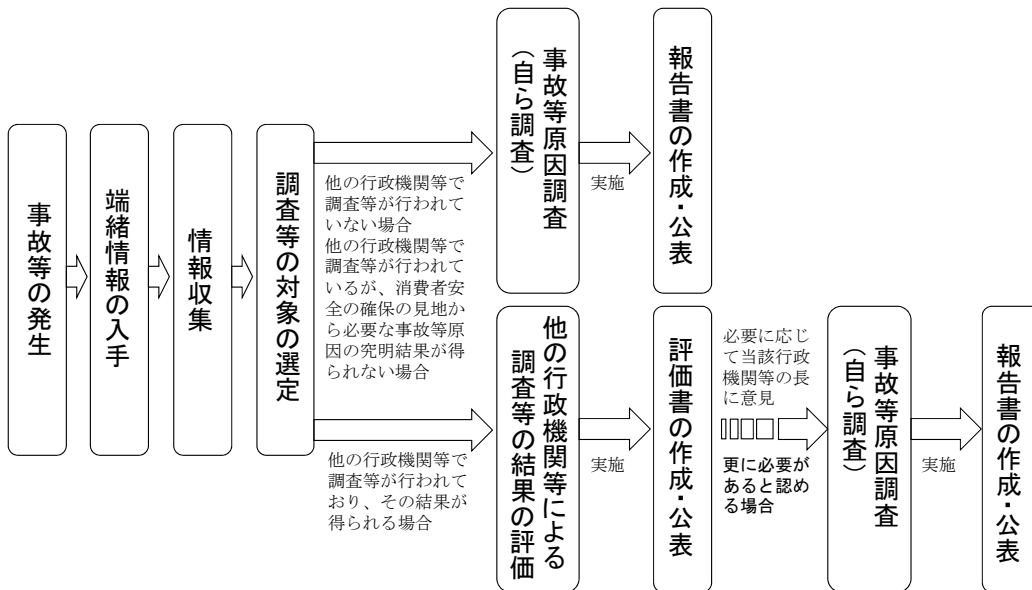 事故等の発生
端緒情報の入手
情報収集
調査等の対象の選定
他の行政機関等で
調査等が行われて
いない場合
他の行政機関等で
調査等が行われて
いるが、消費者安
全の確保の見地か
ら必要な事故等原
因の究明結果が得
られない場合
事故等原因調査
（自ら調査）
実施
報告書の作成・公表
他の行政機関等で
調査等が行われて
おり、その結果が
得られる場合
他の行政機関等による
調査等の結果の評価
実施
評価書の作成・公表
必要に応じ
て当該行政
機関等の長
に意見
更に必要が
あると認め
る場合
事故等原因調査
（自ら調査）
実施
報告書の作成・公表